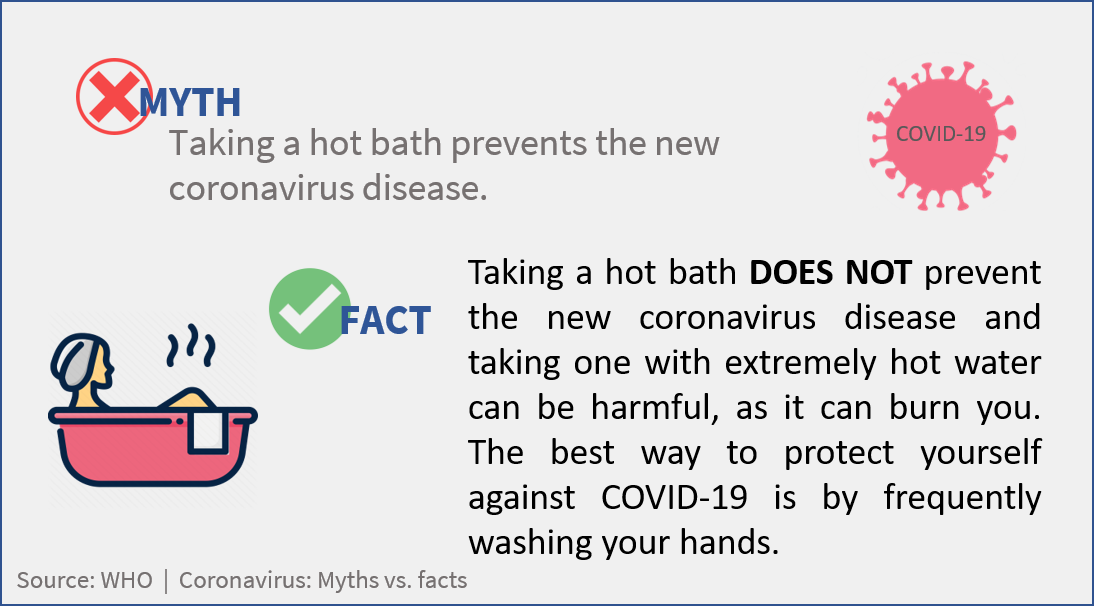 MYTH
Taking a hot bath prevents the new
coronavirus disease.
COVID-19
FACT
Taking a hot bath DOES NOT prevent
the new coronavirus disease and
taking one with extremely hot water
can be harmful, as it can burn you.
The best way to protect yourself
against COVID-19 is by frequently
washing your hands.
Source: WHO | Coronavirus: Myths vs. facts